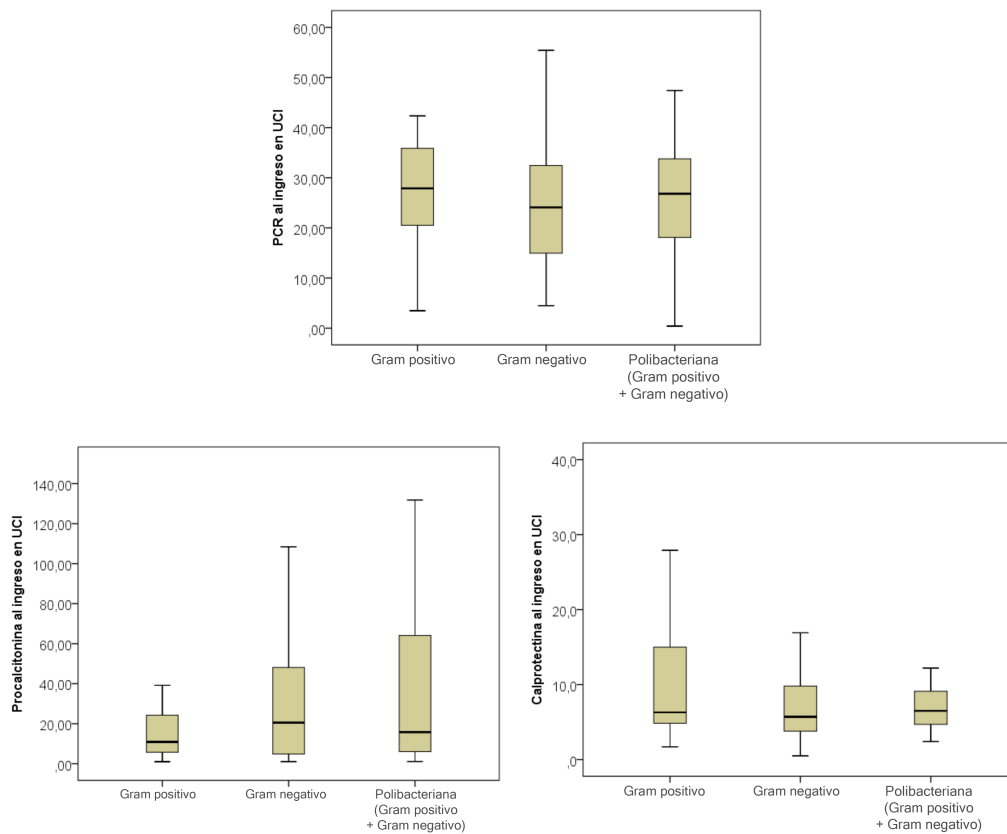 PCR al ingreso en UCI
60,00
50,00
40,00
30,00
20,00
10,00
,00
Gram positivo
Gram negativo
Polibacteriana
(Gram positivo
+ Gram negativo)
Procalcitonina al ingreso en UCI
140,00
120,00
100,00
80,00
60,00
40,00
20,00
,00
Gram positivo
Gram negativo
Polibacteriana
(Gram positivo
+ Gram negativo)
Calprotectina al ingreso en UCI
40,0
30,0
20,0
10,0
,0
Gram positivo
Gram negativo
Polibacteriana
(Gram positivo
+ Gram negativo)